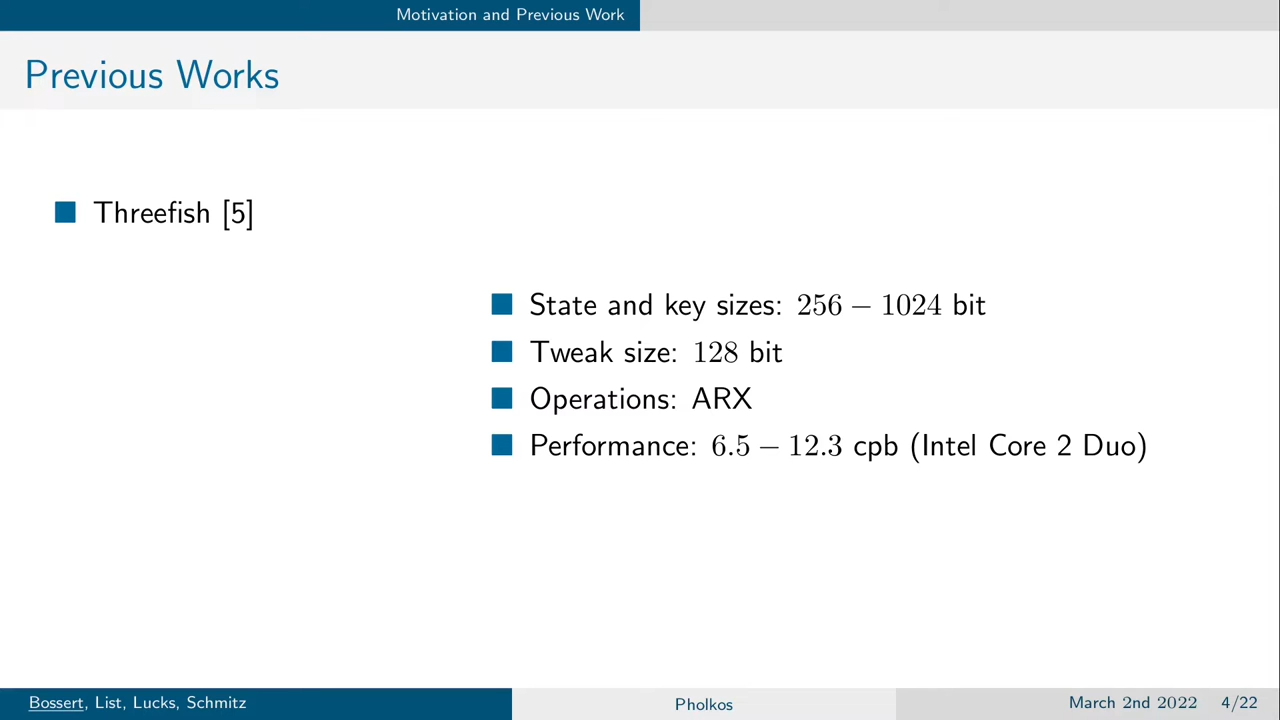 Motivation and Previous Work
Previous Works
Threefish [5]
State and key sizes: 256 − 1024 bit
Tweak size: 128 bit
Operations: ARX
Performance: 6.5 − 12.3 cpb (Intel Core 2 Duo)
Bossert, List, Lucks, Schmitz
Pholkos
March 2nd 2022 4/22